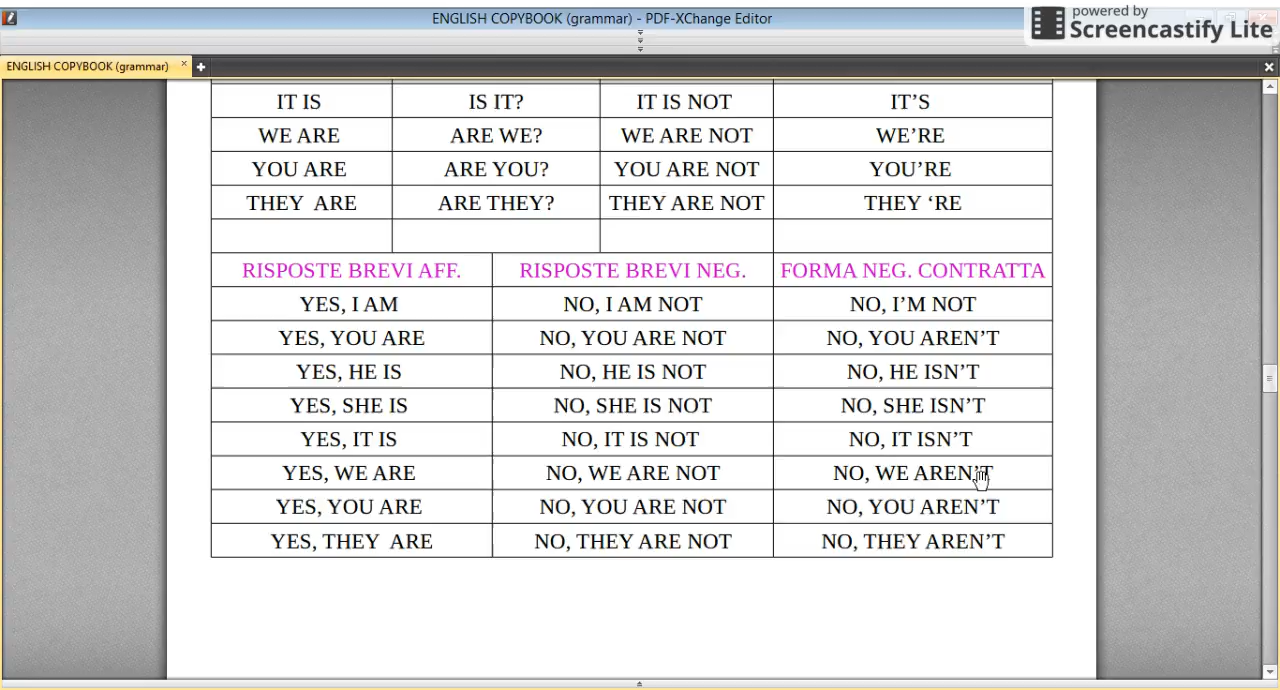 ENGLISH COPYBOOK (grammar) - PDF-XChange Editor
powered by
Screencastify Lite
ENGLISH COPYBOOK (grammar)
IT IS IS IT? IT IS NOT IT’S
WE ARE ARE WE? WE ARE NOT WE’RE
YOU ARE ARE YOU? YOU ARE NOT YOU’RE
THEY ARE ARE THEY? THEY ARE NOT THEY ‘RE
RISPOSTE BREVI AFF. RISPOSTE BREVI NEG. FORMA NEG. CONTRATTA
YES, I AM NO, I AM NOT NO, I’M NOT
YES, YOU ARE NO, YOU ARE NOT NO, YOU AREN’T
YES, HE IS NO, HE IS NOT NO, HE ISN’T
YES, SHE IS NO, SHE IS NOT NO, SHE ISN’T
YES, IT IS NO, IT IS NOT NO, IT ISN’T
YES, WE ARE NO, WE ARE NOT NO, WE AREN’T
YES, YOU ARE NO, YOU ARE NOT NO, YOU AREN’T
YES, THEY ARE NO, THEY ARE NOT NO, THEY AREN’T